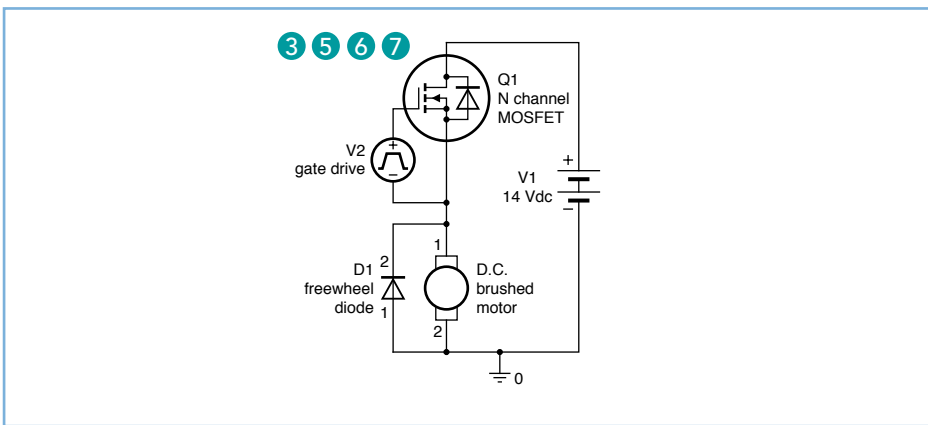 3 5 6 7
Q1
N channel
MOSFET
V2
gate drive
+
–
V1
14 Vdc
+
–
D1
freewheel
diode
2
1
1
2
D.C.
brushed
motor
0